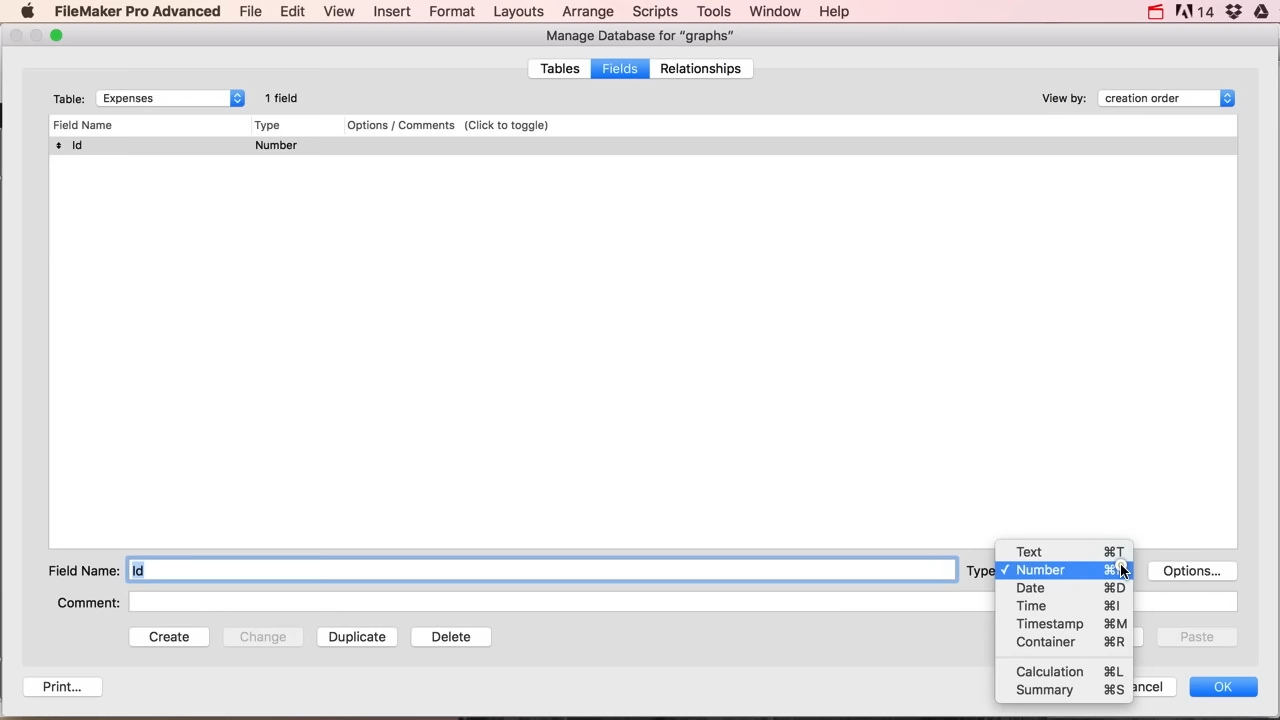 FileMaker Pro Advanced File Edit View Insert Format Layouts Arrange Scripts Tools Window Help 14
Manage Database for “graphs”
Tables Fields Relationships
Table: Expenses 1 field View by: creation order
Field Name Type Options / Comments (Click to toggle)
Id Number
Text ⌘T
Field Name: Id Type ✓ Number Options...
Date ⌘D
Comment: Time ⌘I
Timestamp ⌘M
Create Change Duplicate Delete Container ⌘R Paste
Calculation ⌘L
Print... Summary ⌘S ancel OK